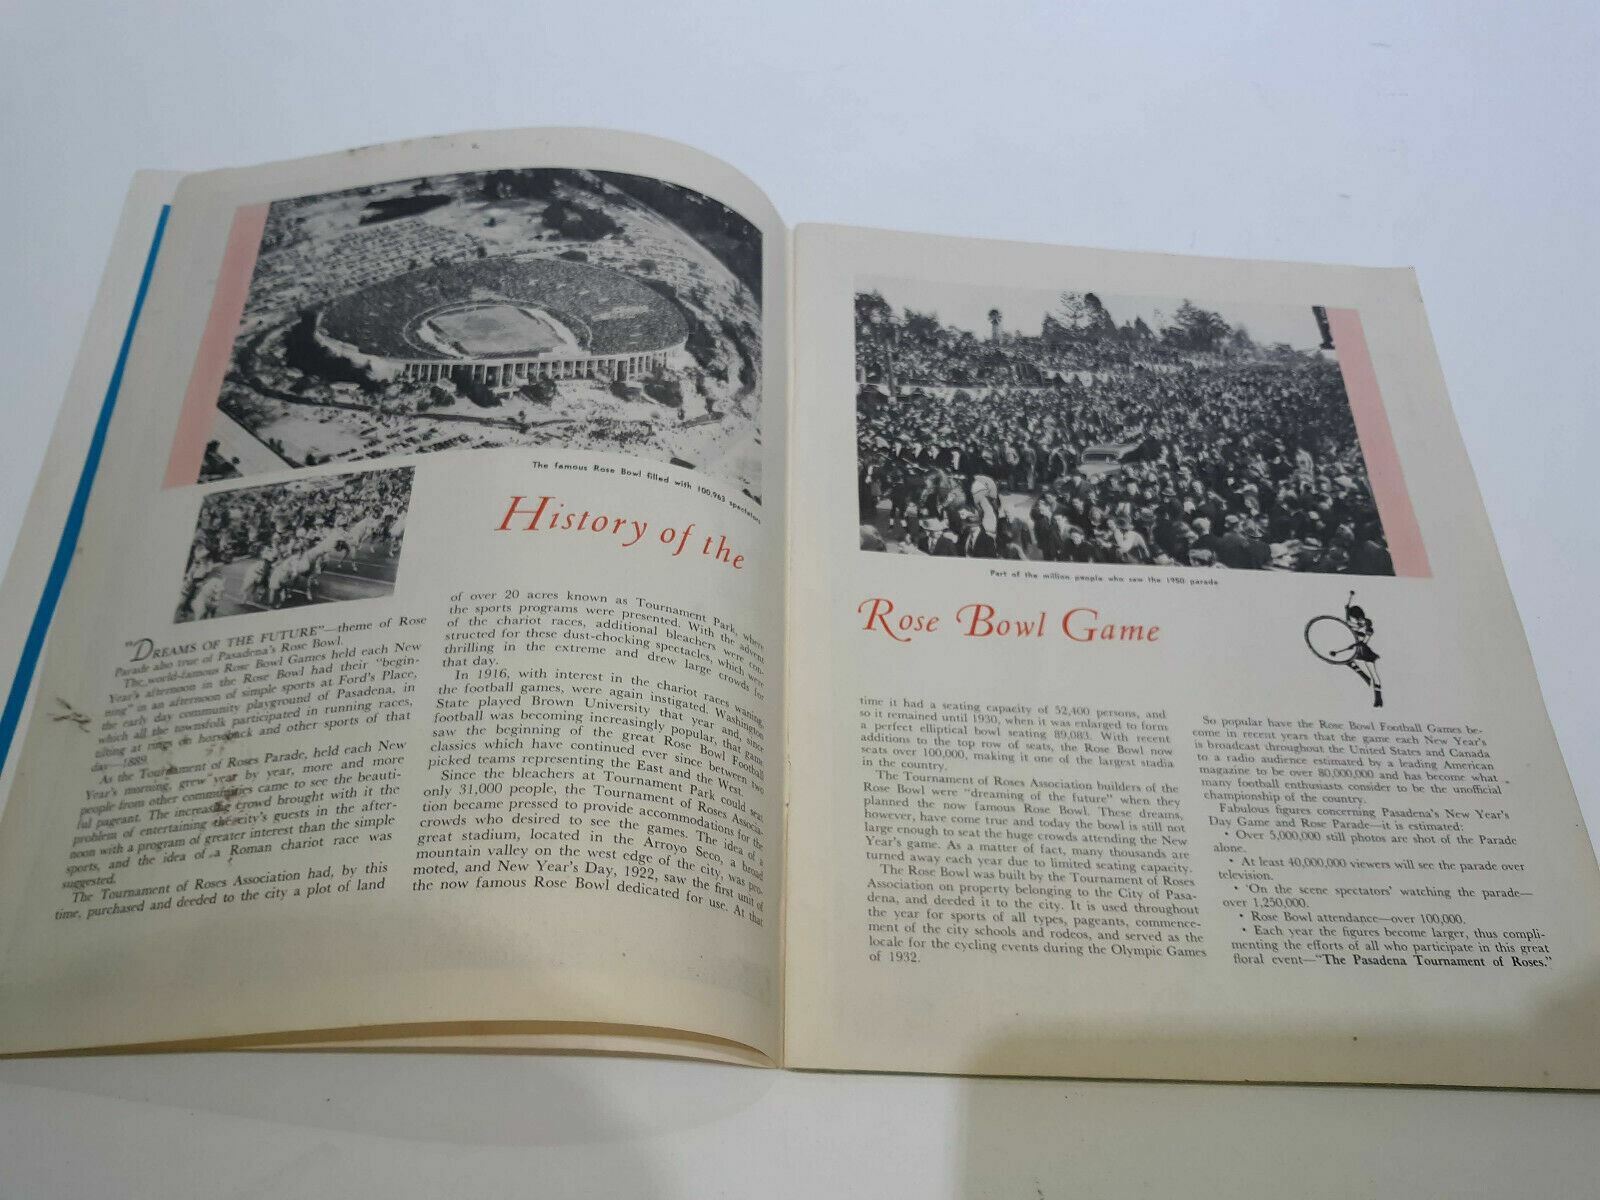 The famous Rose Bowl filled with 100,963 spectators
History of the
"DREAMS OF THE FUTURE"—theme of Rose
Parade also true of Pasadena's Rose Bowl.
The world-famous Rose Bowl Games held each New
Year's afternoon in the Rose Bowl had their "begin-
ning" in an afternoon of simple sports at Ford's Place,
the early day community playground of Pasadena, in
which all the townsfolk participated in running races,
tilting at rings on horseback and other sports of that
day—1889.
As the Tournament of Roses Parade, held each New
Year's morning, grew year by year, more and more
people from other communities came to see the beauti-
ful pageant. The increasing crowd brought with it the
problem of entertaining the city's guests in the after-
noon with a program of greater interest than the simple
sports, and the idea of a Roman chariot race was
suggested.
The Tournament of Roses Association had, by this
time, purchased and deeded to the city a plot of land
of over 20 acres known as Tournament Park, where
the sports programs were presented. With the advent
of the chariot races, additional bleachers were con-
structed for these dust-chocking spectacles, which were
thrilling in the extreme and drew large crowds for
that day.
In 1916, with interest in the chariot races waning,
the football games, were again instigated. Washington
State played Brown University that year and, since
football was becoming increasingly popular, that game
saw the beginning of the great Rose Bowl Football
classics which have continued ever since between two
picked teams representing the East and the West.
Since the bleachers at Tournament Park could seat
only 31,000 people, the Tournament of Roses Associa-
tion became pressed to provide accommodations for the
crowds who desired to see the games. The idea of a
great stadium, located in the Arroyo Seco, a broad
mountain valley on the west edge of the city, was pro-
moted, and New Year's Day, 1922, saw the first unit of
the now famous Rose Bowl dedicated for use. At that
Part of the million people who saw the 1950 parade
Rose Bowl Game
time it had a seating capacity of 52,400 persons, and
so it remained until 1930, when it was enlarged to form
a perfect elliptical bowl seating 89,083. With recent
additions to the top row of seats, the Rose Bowl now
seats over 100,000, making it one of the largest stadia
in the country.
The Tournament of Roses Association builders of the
Rose Bowl were "dreaming of the future" when they
planned the now famous Rose Bowl. These dreams,
however, have come true and today the bowl is still not
large enough to seat the huge crowds attending the New
Year's game. As a matter of fact, many thousands are
turned away each year due to limited seating capacity.
The Rose Bowl was built by the Tournament of Roses
Association on property belonging to the City of Pasa-
dena, and deeded it to the city. It is used throughout
the year for sports of all types, pageants, commence-
ment of the city schools and rodeos, and served as the
locale for the cycling events during the Olympic Games
of 1932.
So popular have the Rose Bowl Football Games be-
come in recent years that the game each New Year's
is broadcast throughout the United States and Canada
to a radio audience estimated by a leading American
magazine to be over 80,000,000 and has become what
many football enthusiasts consider to be the unofficial
championship of the country.
Fabulous figures concerning Pasadena's New Year's
Day Game and Rose Parade—it is estimated:
• Over 5,000,000 still photos are shot of the Parade
alone.
• At least 40,000,000 viewers will see the parade over
television.
• 'On the scene spectators' watching the parade—
over 1,250,000.
• Rose Bowl attendance—over 100,000.
• Each year the figures become larger, thus compli-
menting the efforts of all who participate in this great
floral event—"The Pasadena Tournament of Roses."